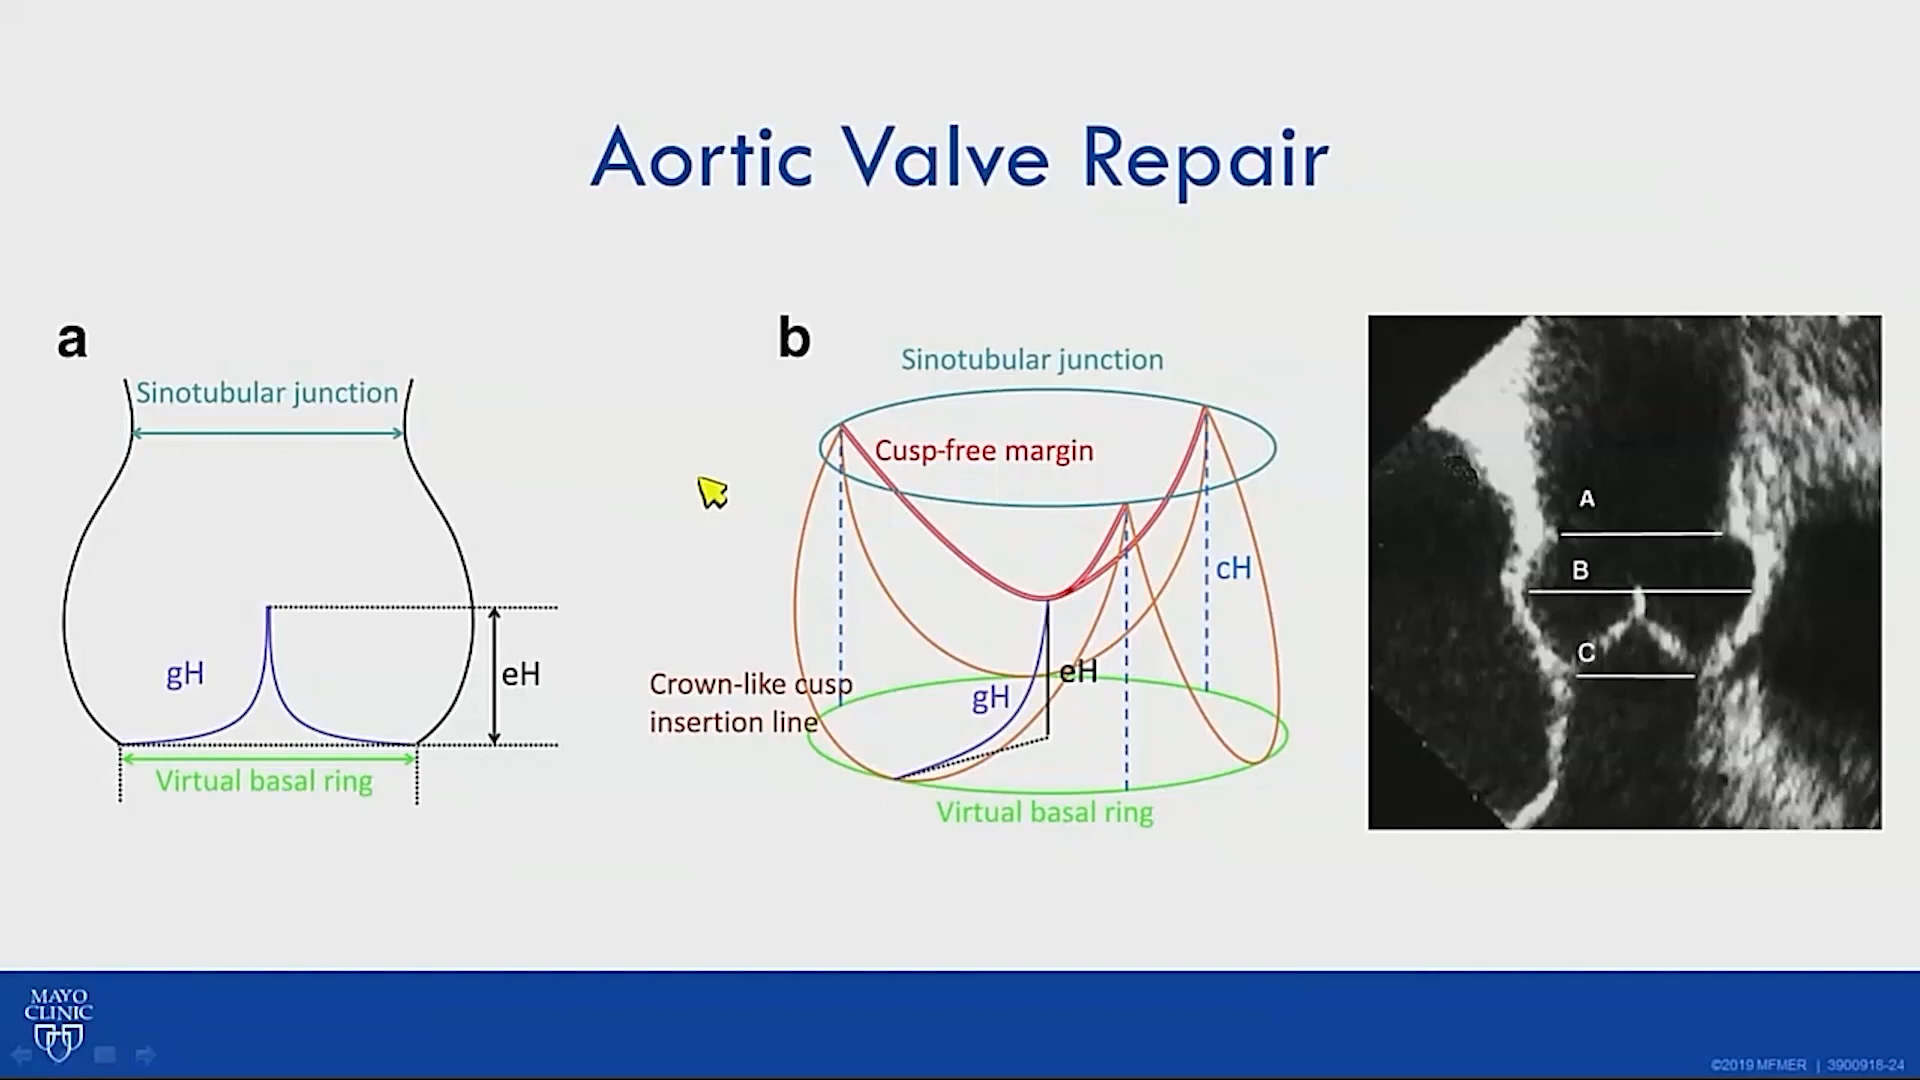 Aortic Valve Repair
a
Sinotubular junction
gH
eH
Virtual basal ring
b
Sinotubular junction
Cusp-free margin
cH
Crown-like cusp
insertion line
gH
eH
Virtual basal ring
A
B
C
MAYO
CLINIC
©2019 MFMER | 3900918-24